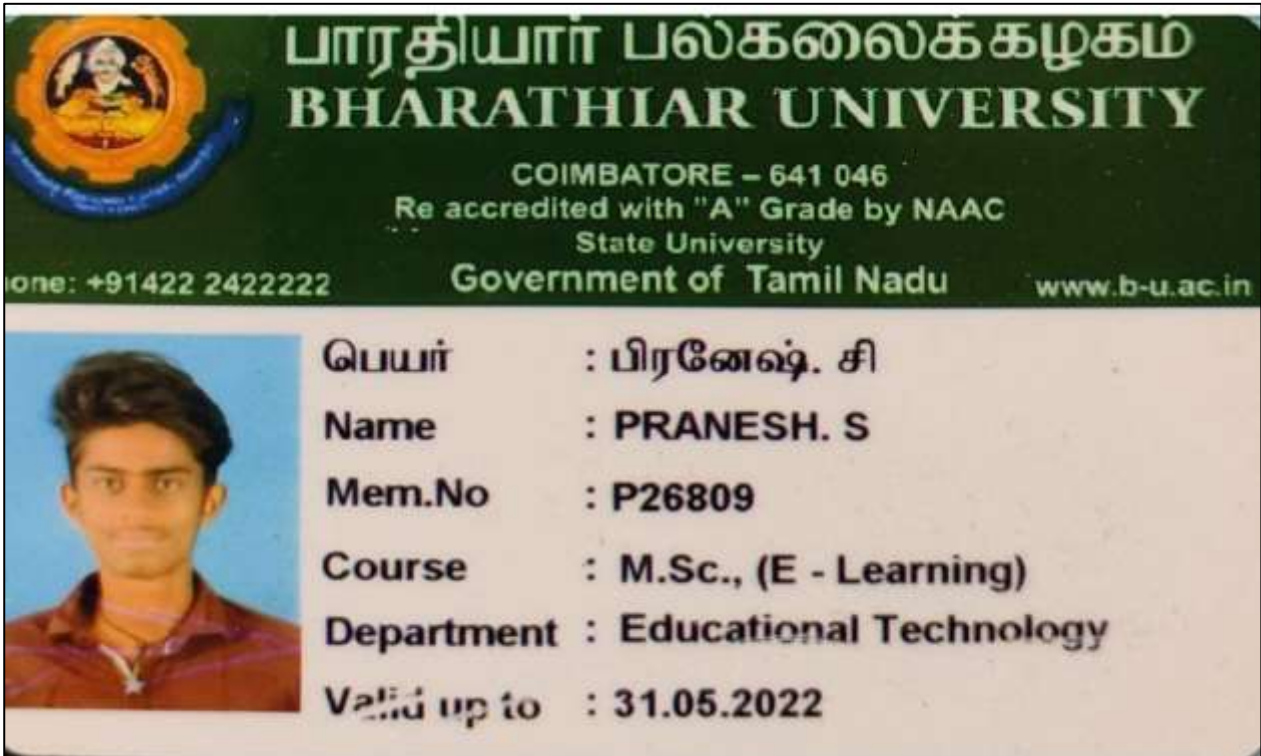 பாரதியார் பல்கலைக்கழகம்
BHARATHIAR UNIVERSITY
COIMBATORE – 641 046
Re accredited with "A" Grade by NAAC
State University
Government of Tamil Nadu
one: +91422 2422222
www.b-u.ac.in
பெயர் : பிரனேஷ். சி
Name : PRANESH. S
Mem.No : P26809
Course : M.Sc., (E - Learning)
Department : Educational Technology
Valid up to : 31.05.2022